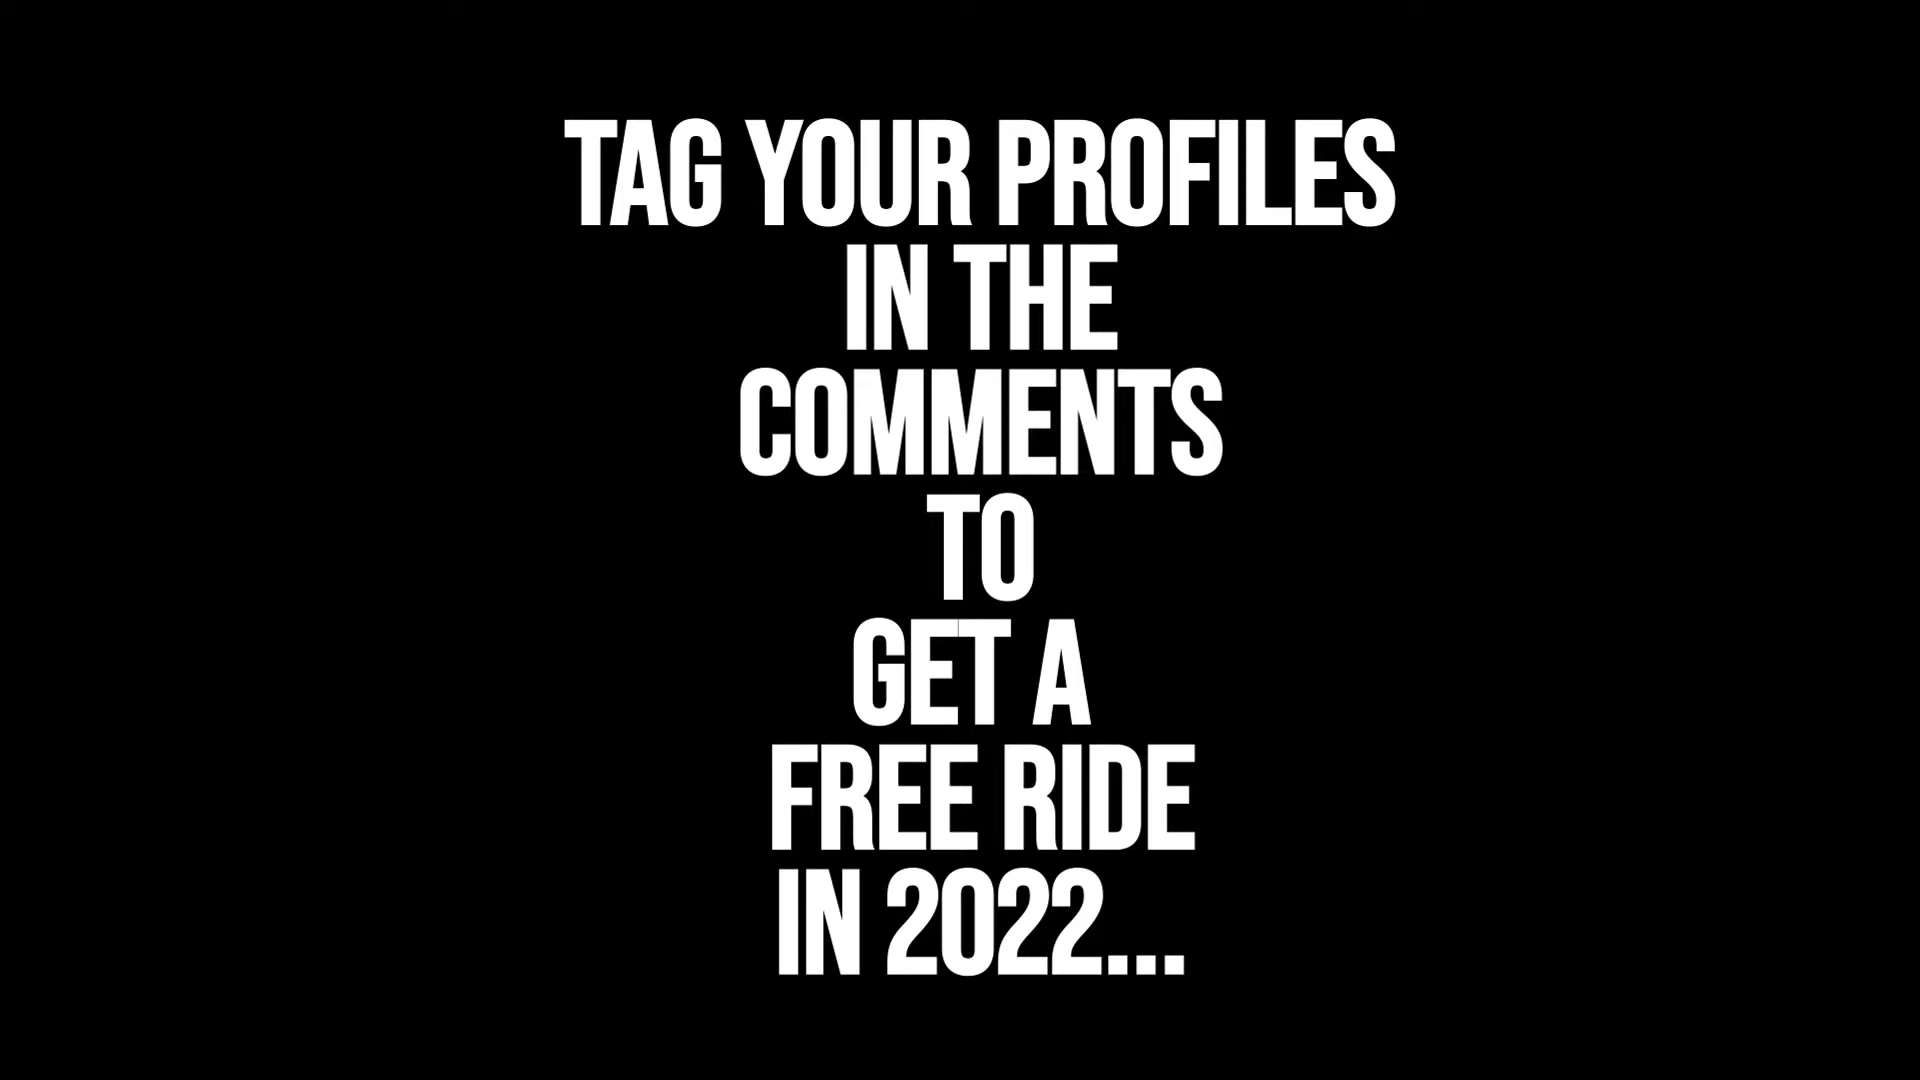 TAG YOUR PROFILES
IN THE
COMMENTS
TO
GET A
FREE RIDE
IN 2022...